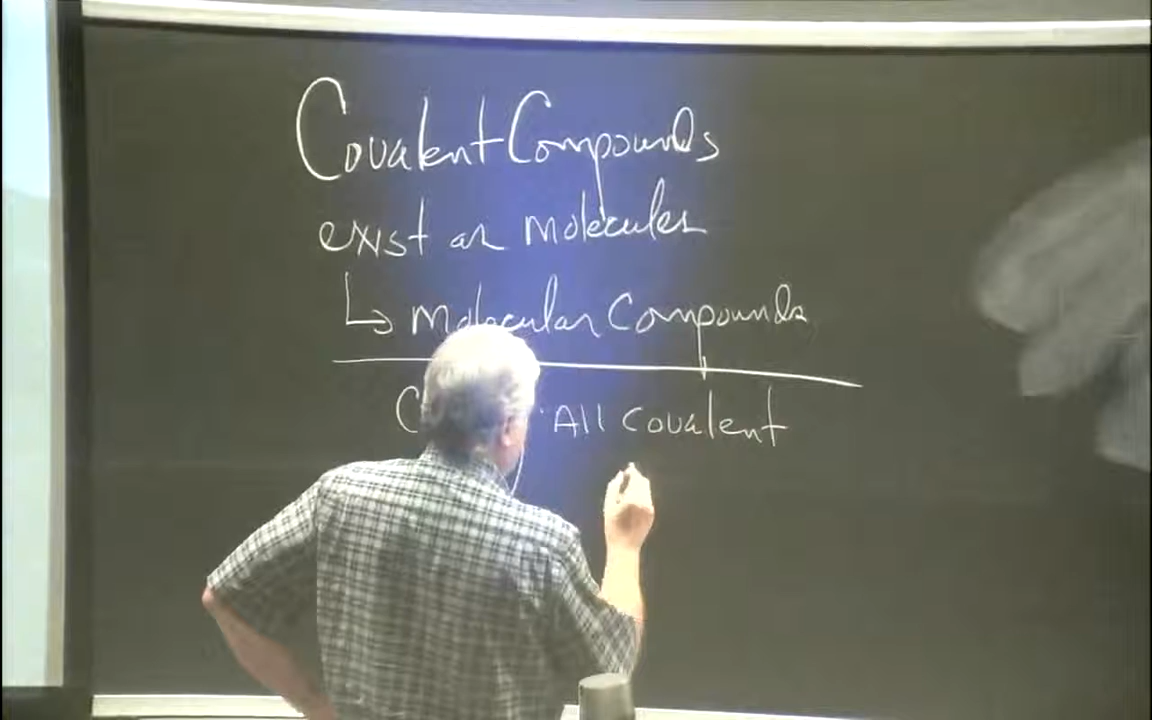 Covalent Compounds
exist as molecules
↳ molecular compounds
All covalent